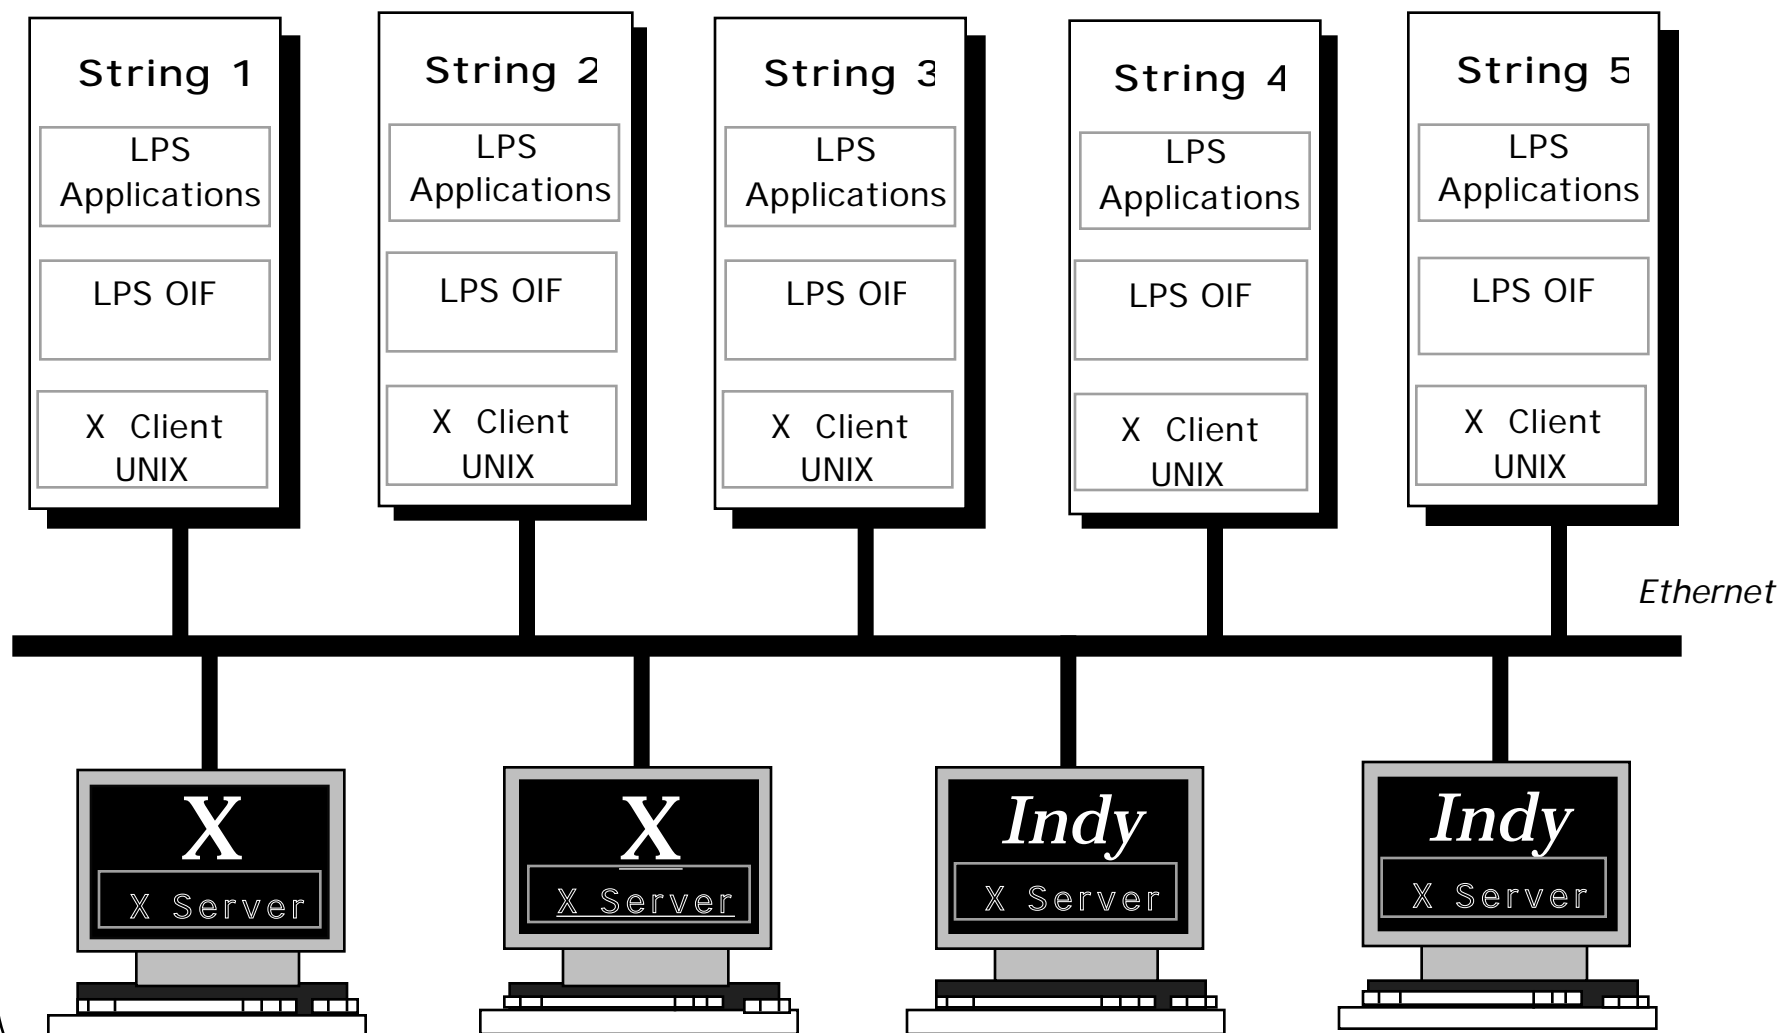 String 1
LPS
Applications
LPS OIF
X Client
UNIX
String 2
LPS
Applications
LPS OIF
X Client
UNIX
String 3
LPS
Applications
LPS OIF
X Client
UNIX
String 4
LPS
Applications
LPS OIF
X Client
UNIX
String 5
LPS
Applications
LPS OIF
X Client
UNIX
Ethernet
X
X Server
X
X Server
Indy
X Server
Indy
X Server